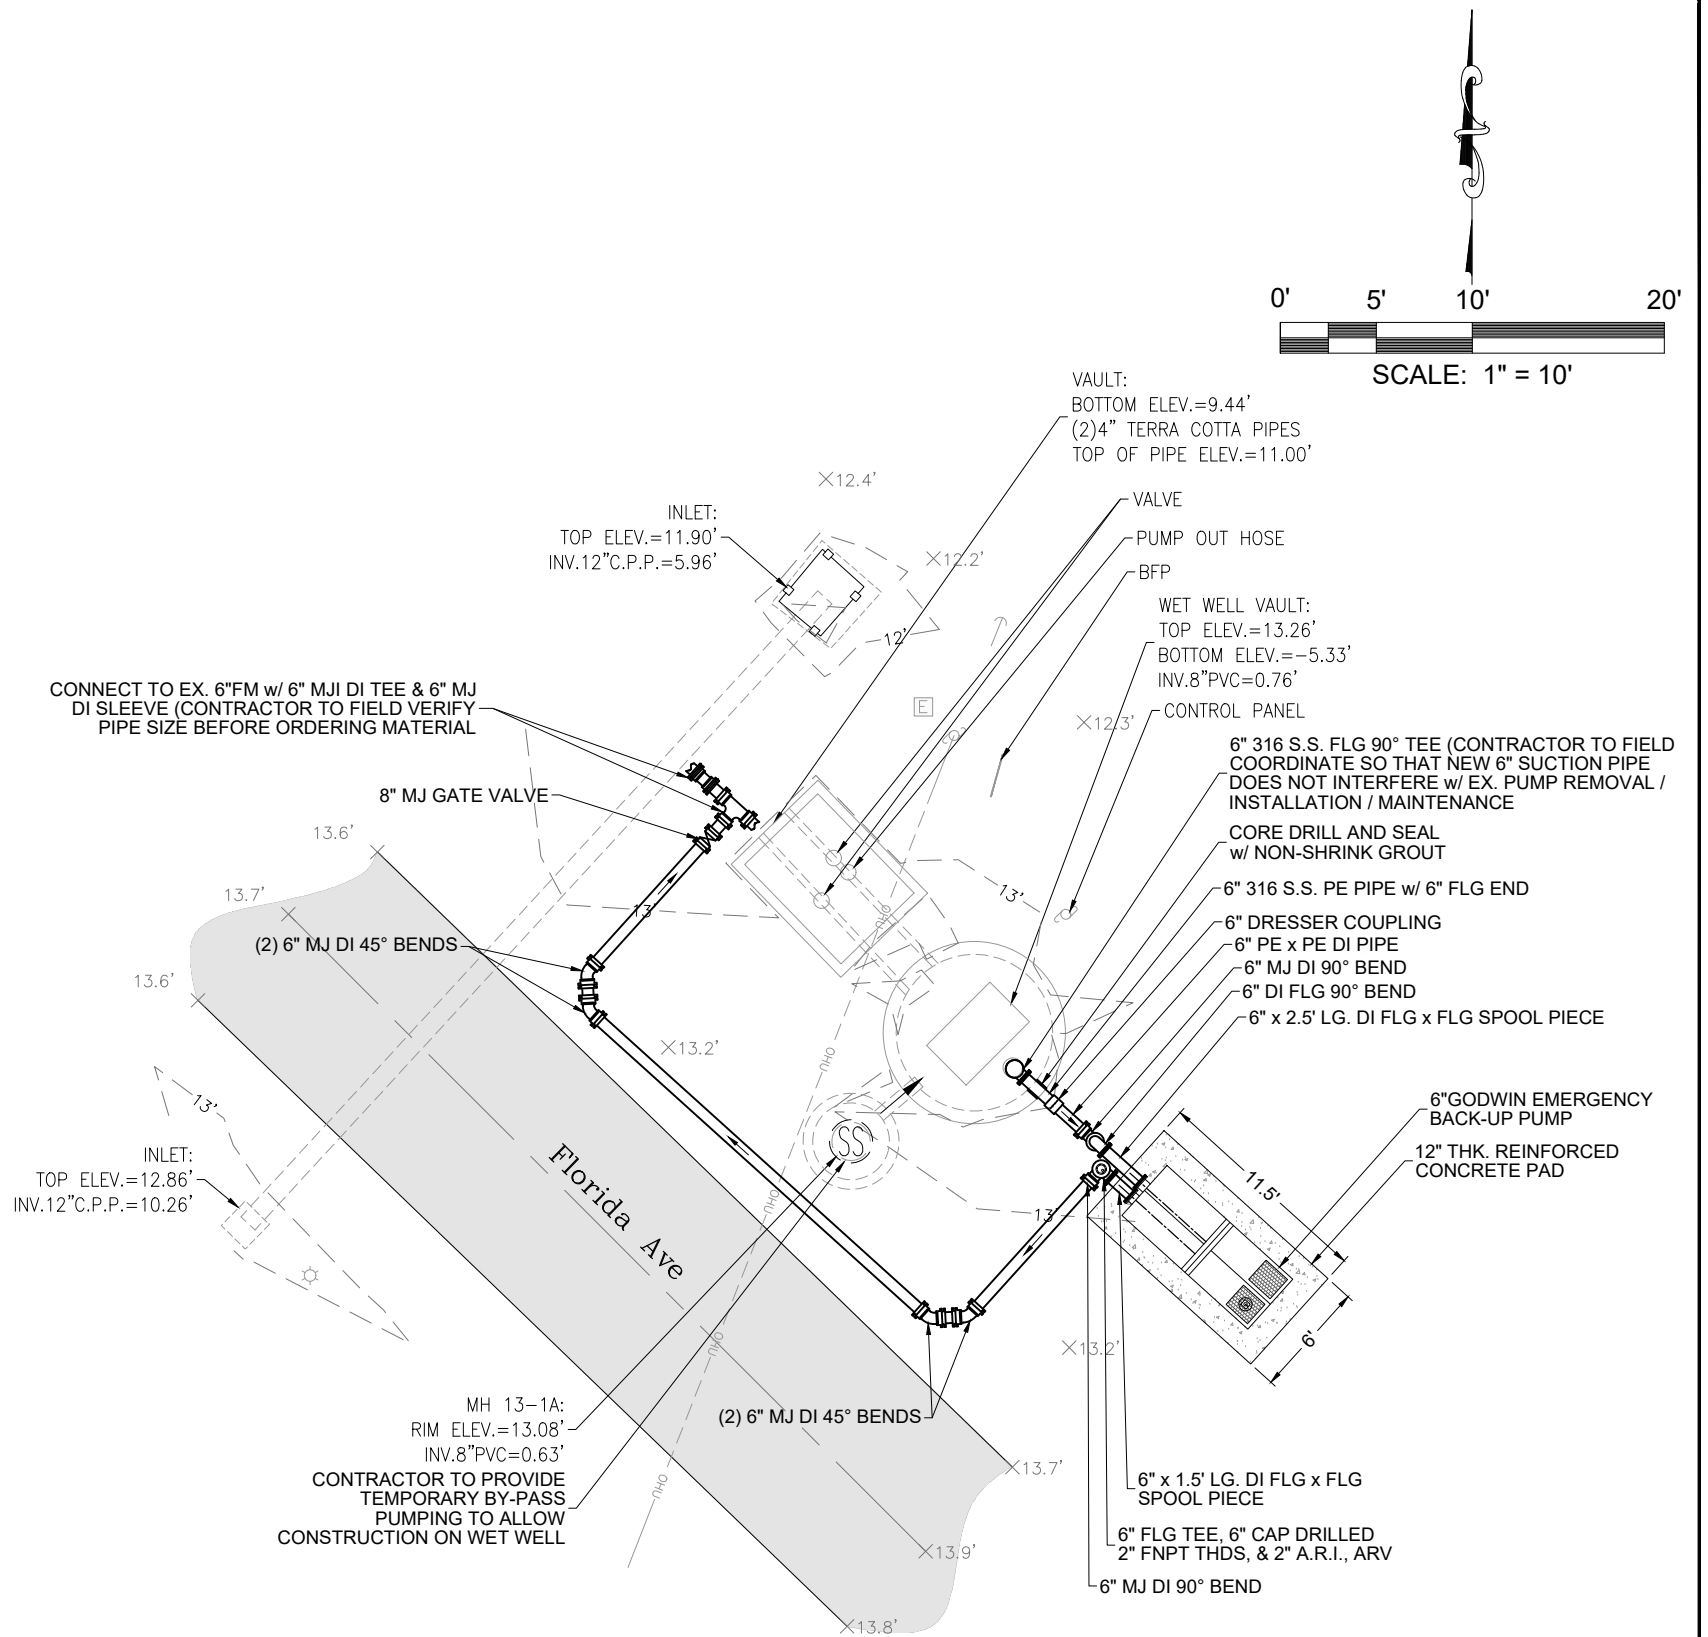 0' 5' 10' 20'
SCALE: 1" = 10'
VAULT:
BOTTOM ELEV.=9.44'
(2)4" TERRA COTTA PIPES
TOP OF PIPE ELEV.=11.00'
12.4'
VALVE
INLET:
TOP ELEV.=11.90'
INV.12"C.P.P.=5.96'
PUMP OUT HOSE
12.2'
BFP
WET WELL VAULT:
TOP ELEV.=13.26'
BOTTOM ELEV.=-5.33'
INV.8"PVC=0.76'
12'
CONTROL PANEL
E
12.3'
CONNECT TO EX. 6"FM w/ 6" MJI DI TEE & 6" MJ
DI SLEEVE (CONTRACTOR TO FIELD VERIFY
PIPE SIZE BEFORE ORDERING MATERIAL
6" 316 S.S. FLG 90° TEE (CONTRACTOR TO FIELD
COORDINATE SO THAT NEW 6" SUCTION PIPE
DOES NOT INTERFERE w/ EX. PUMP REMOVAL /
INSTALLATION / MAINTENANCE
8" MJ GATE VALVE
CORE DRILL AND SEAL
w/ NON-SHRINK GROUT
13.6'
13.7'
13'
13'
6" 316 S.S. PE PIPE w/ 6" FLG END
OHU
6" DRESSER COUPLING
(2) 6" MJ DI 45° BENDS
6" PE x PE DI PIPE
6" MJ DI 90° BEND
13.6'
6" DI FLG 90° BEND
6" x 2.5' LG. DI FLG x FLG SPOOL PIECE
13.2'
OHU
13'
6"GODWIN EMERGENCY
BACK-UP PUMP
SS
12" THK. REINFORCED
CONCRETE PAD
INLET:
TOP ELEV.=12.86'
INV.12"C.P.P.=10.26'
11.5'
Florida Ave
OHU
13'
6'
OHU
13.2'
MH 13-1A:
RIM ELEV.=13.08'
INV.8"PVC=0.63'
(2) 6" MJ DI 45° BENDS
CONTRACTOR TO PROVIDE
TEMPORARY BY-PASS
PUMPING TO ALLOW
CONSTRUCTION ON WET WELL
OHU
13.7'
6" x 1.5' LG. DI FLG x FLG
SPOOL PIECE
6" FLG TEE, 6" CAP DRILLED
2" FNPT THDS, & 2" A.R.I., ARV
13.9'
6" MJ DI 90° BEND
13.8'